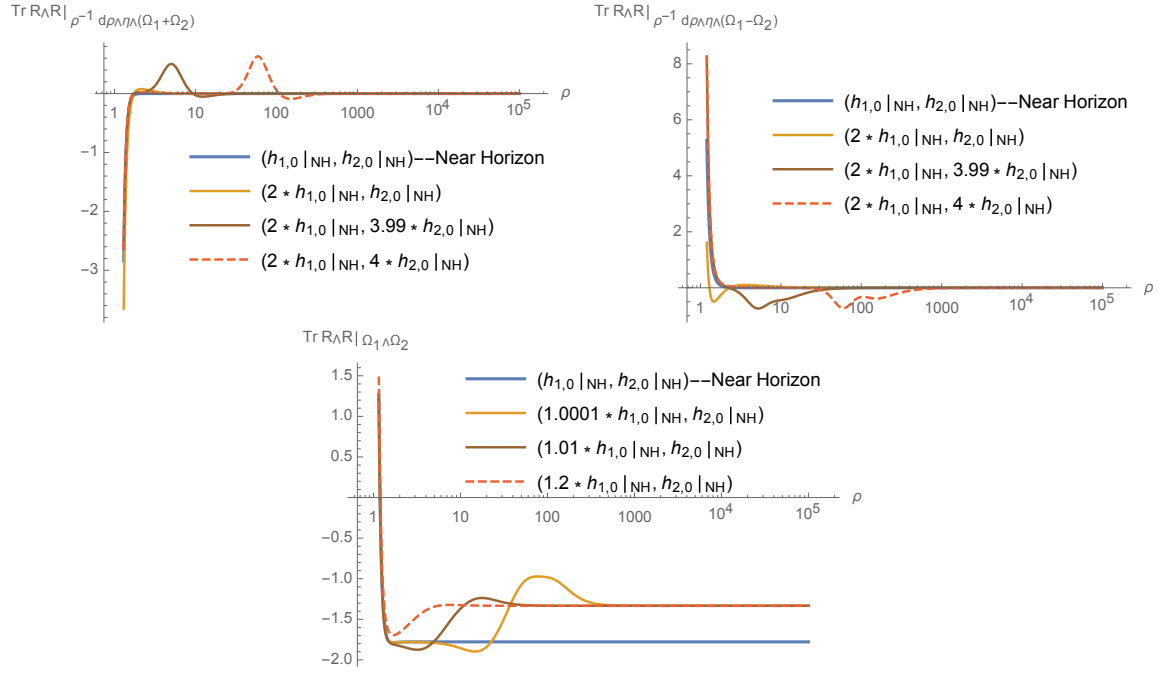 Tr R∧R| ρ⁻¹ dρ∧η∧(Ω₁+Ω₂)
1 10 100 1000 10⁴ 10⁵ ρ
−1
−2
−3
(h₁,₀ |NH, h₂,₀ |NH)−−Near Horizon
(2 * h₁,₀ |NH, h₂,₀ |NH)
(2 * h₁,₀ |NH, 3.99 * h₂,₀ |NH)
(2 * h₁,₀ |NH, 4 * h₂,₀ |NH)
Tr R∧R| ρ⁻¹ dρ∧η∧(Ω₁−Ω₂)
8
6
4
2
−2
1 10 100 1000 10⁴ 10⁵ ρ
(h₁,₀ |NH, h₂,₀ |NH)−−Near Horizon
(2 * h₁,₀ |NH, h₂,₀ |NH)
(2 * h₁,₀ |NH, 3.99 * h₂,₀ |NH)
(2 * h₁,₀ |NH, 4 * h₂,₀ |NH)
Tr R∧R| Ω₁∧Ω₂
1.5
1.0
0.5
−0.5
−1.0
−1.5
−2.0
1 10 100 1000 10⁴ 10⁵ ρ
(h₁,₀ |NH, h₂,₀ |NH)−−Near Horizon
(1.0001 * h₁,₀ |NH, h₂,₀ |NH)
(1.01 * h₁,₀ |NH, h₂,₀ |NH)
(1.2 * h₁,₀ |NH, h₂,₀ |NH)